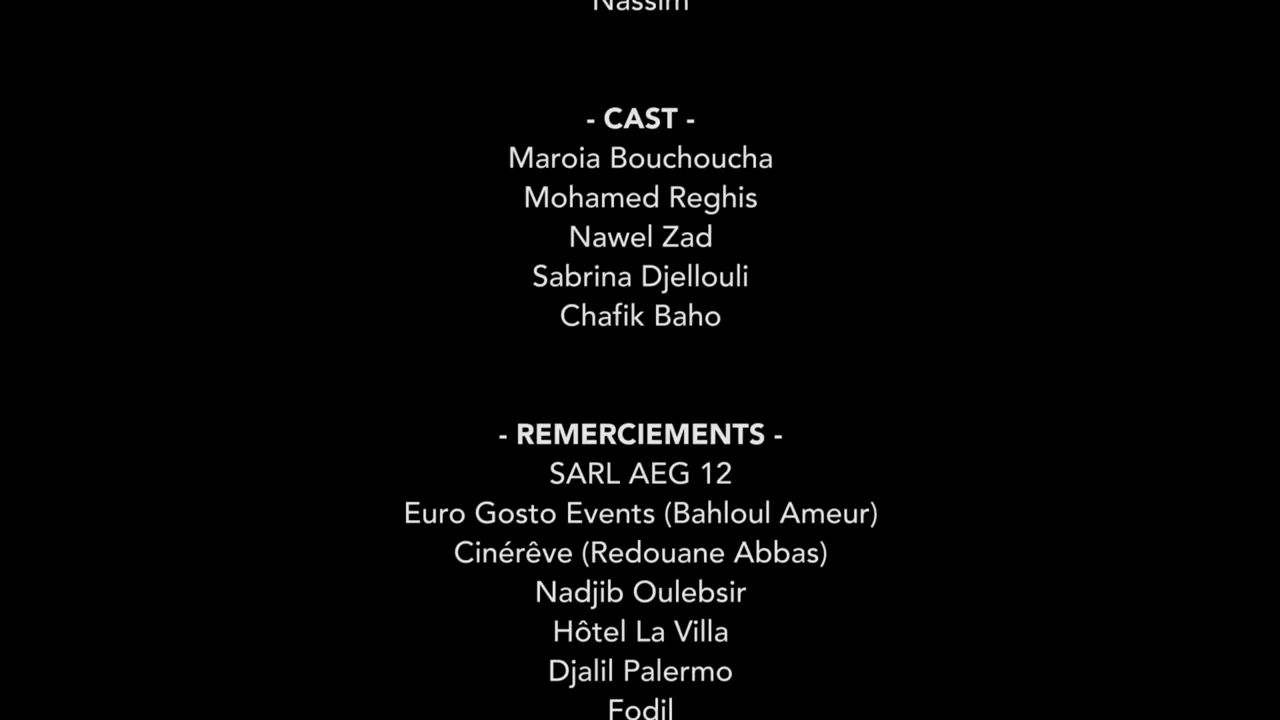 Nassim
- CAST -
Maroia Bouchoucha
Mohamed Reghis
Nawel Zad
Sabrina Djellouli
Chafik Baho
- REMERCIEMENTS -
SARL AEG 12
Euro Gosto Events (Bahloul Ameur)
Cinérêve (Redouane Abbas)
Nadjib Oulebsir
Hôtel La Villa
Djalil Palermo
Fodil